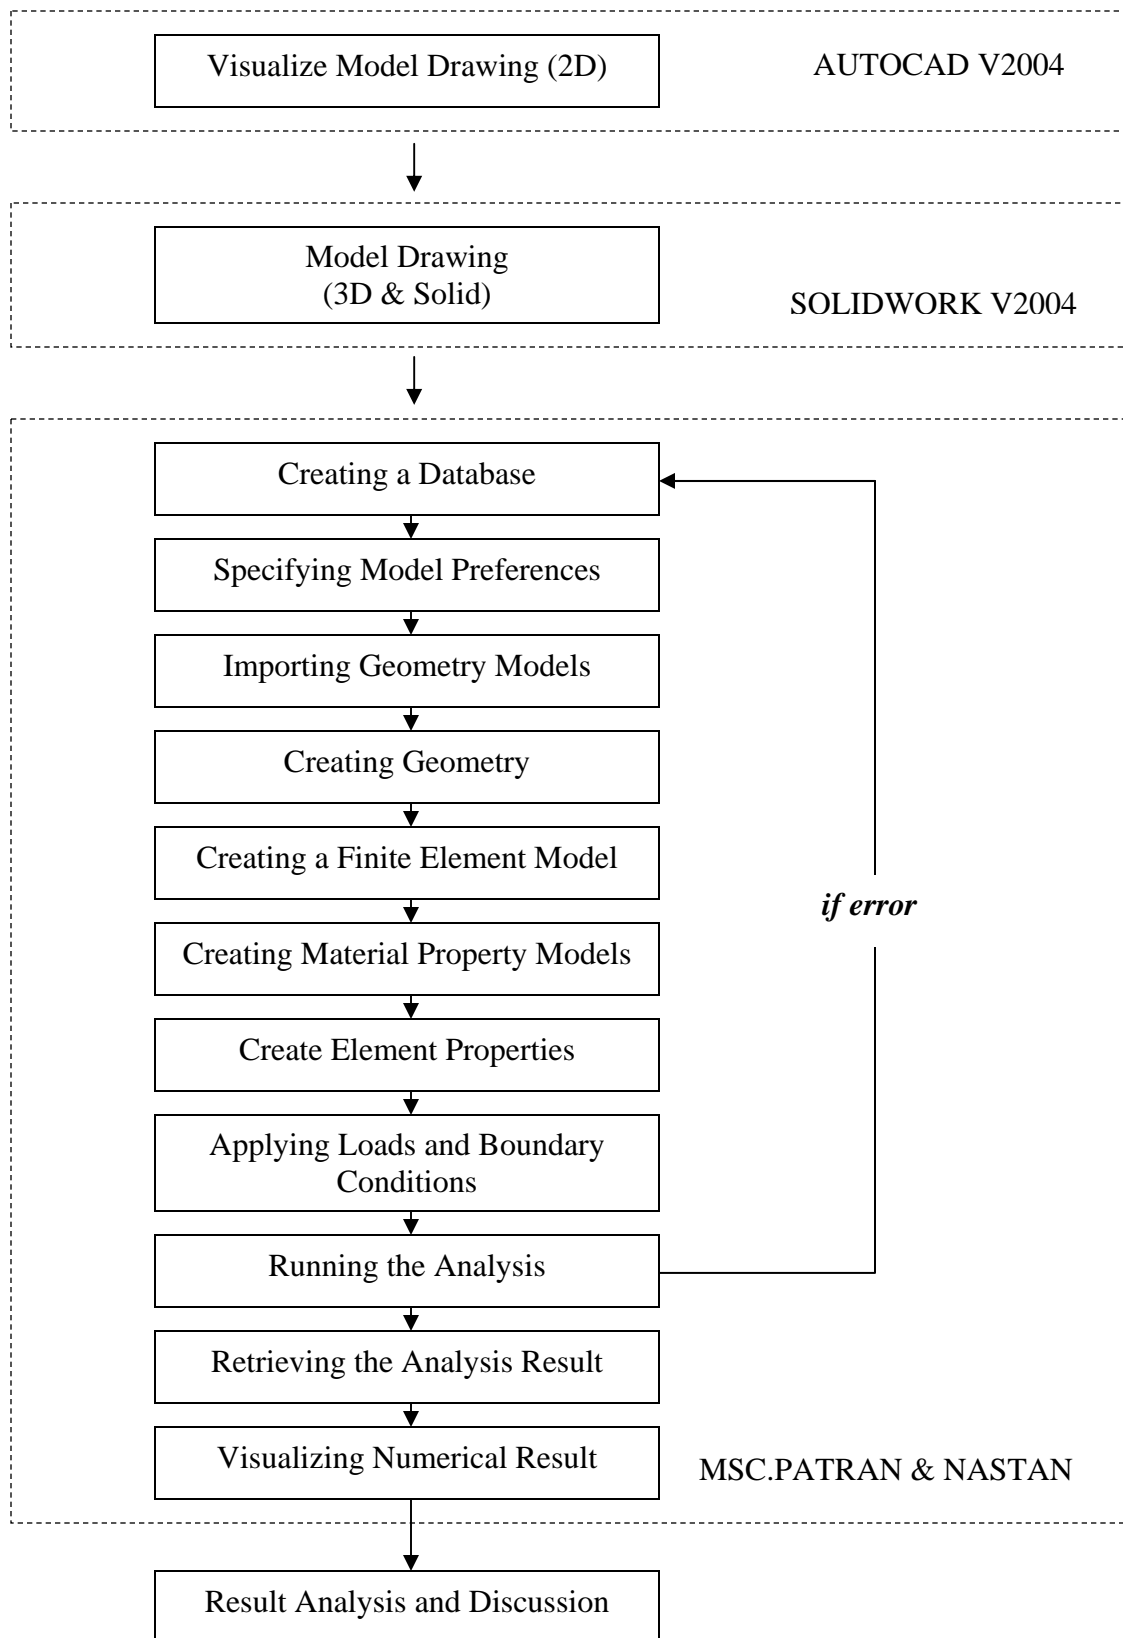 Visualize Model Drawing (2D)
AUTOCAD V2004
Model Drawing
(3D & Solid)
SOLIDWORK V2004
Creating a Database
Specifying Model Preferences
Importing Geometry Models
Creating Geometry
Creating a Finite Element Model
if error
Creating Material Property Models
Create Element Properties
Applying Loads and Boundary
Conditions
Running the Analysis
Retrieving the Analysis Result
Visualizing Numerical Result
MSC.PATRAN & NASTAN
Result Analysis and Discussion